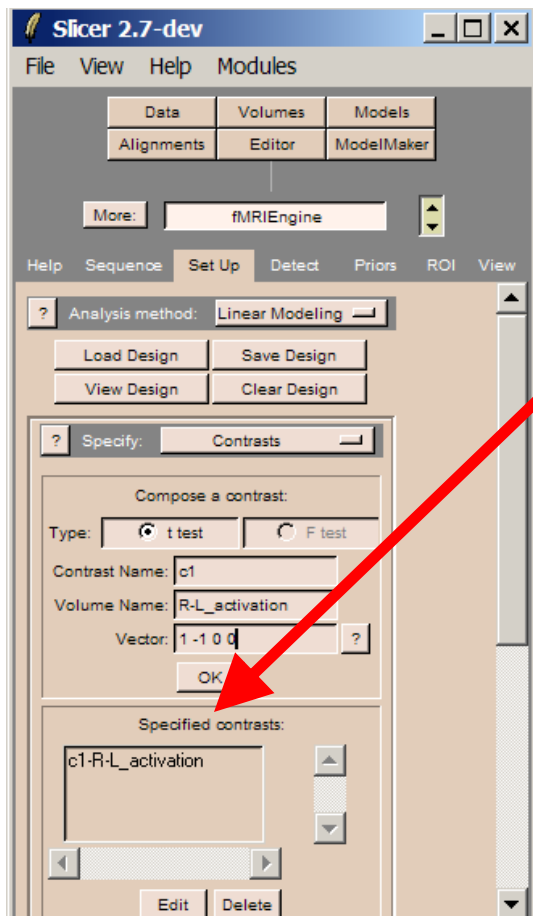 Slicer 2.7-dev
File View Help Modules
Data Volumes Models
Alignments Editor ModelMaker
More: fMRIEngine
Help Sequence Set Up Detect Priors ROI View
? Analysis method: Linear Modeling
Load Design Save Design
View Design Clear Design
? Specify: Contrasts
Compose a contrast:
Type: t test F test
Contrast Name: c1
Volume Name: R-L_activation
Vector: 1 -1 0 0 ?
OK
Specified contrasts:
c1-R-L_activation
Edit Delete